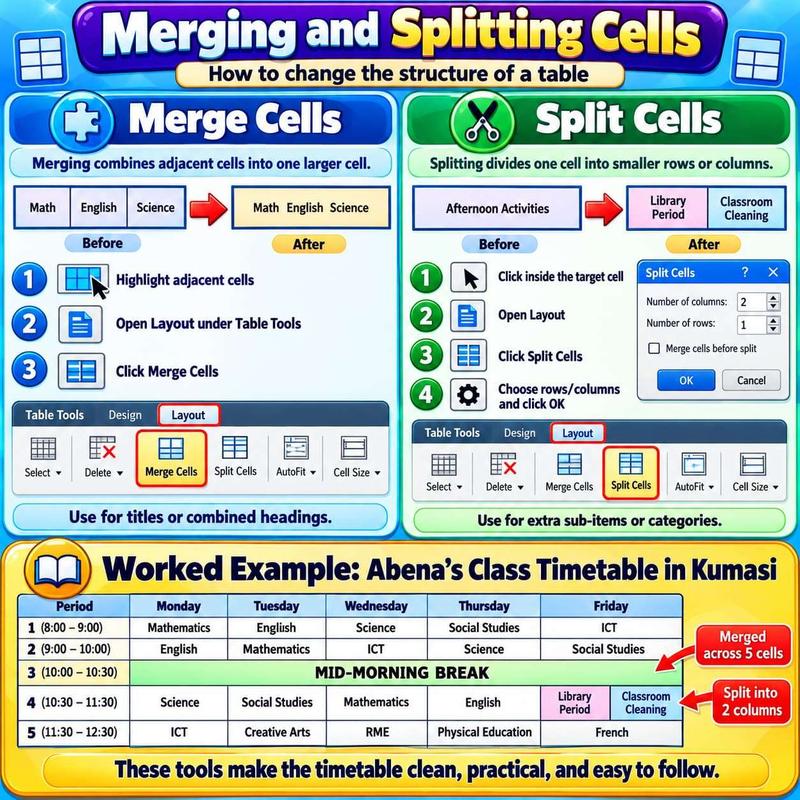 Merging and Splitting Cells
How to change the structure of a table
Merge Cells
Merging combines adjacent cells into one larger cell.
Math English Science
Math English Science
Before After
1 Highlight adjacent cells
2 Open Layout under Table Tools
3 Click Merge Cells
Table Tools Design Layout
Select Delete Merge Cells Split Cells AutoFit Cell Size
Use for titles or combined headings.
Split Cells
Splitting divides one cell into smaller rows or columns.
Afternoon Activities
Library
Period
Classroom
Cleaning
Before After
1 Click inside the target cell
2 Open Layout
3 Click Split Cells
4 Choose rows/columns
and click OK
Split Cells ? ×
Number of columns: 2
Number of rows: 1
Merge cells before split
OK Cancel
Table Tools Design Layout
Select Delete Merge Cells Split Cells AutoFit Cell Size
Use for extra sub-items or categories.
Worked Example: Abena's Class Timetable in Kumasi
Period Monday Tuesday Wednesday Thursday Friday
1 (8:00 – 9:00) Mathematics English Science Social Studies ICT
2 (9:00 – 10:00) English Mathematics ICT Science Social Studies
3 (10:00 – 10:30) MID-MORNING BREAK
4 (10:30 – 11:30) Science Social Studies Mathematics English
Library
Period
Classroom
Cleaning
5 (11:30 – 12:30) ICT Creative Arts RME Physical Education French
Merged
across 5 cells
Split into
2 columns
These tools make the timetable clean, practical, and easy to follow.